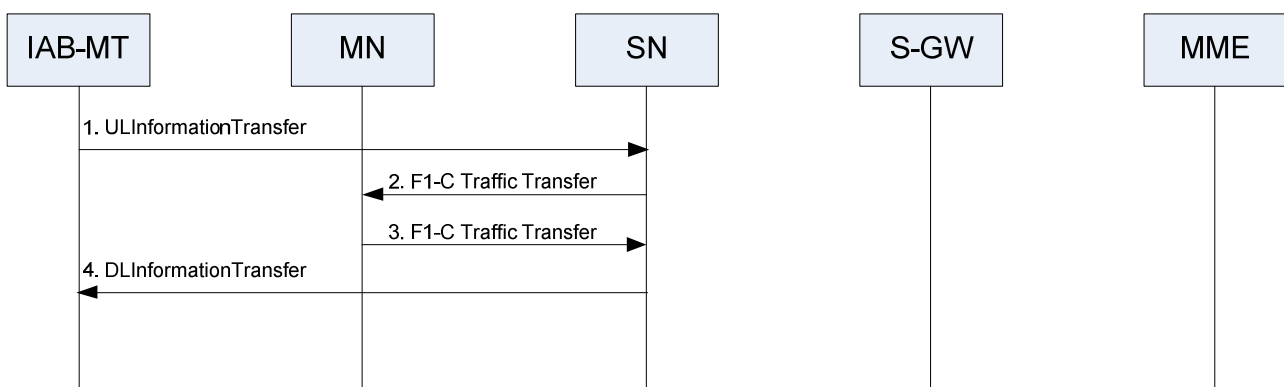 IAB-MT
MN
SN
S-GW
MME
1. ULInformationTransfer
2. F1-C Traffic Transfer
3. F1-C Traffic Transfer
4. DLInformationTransfer